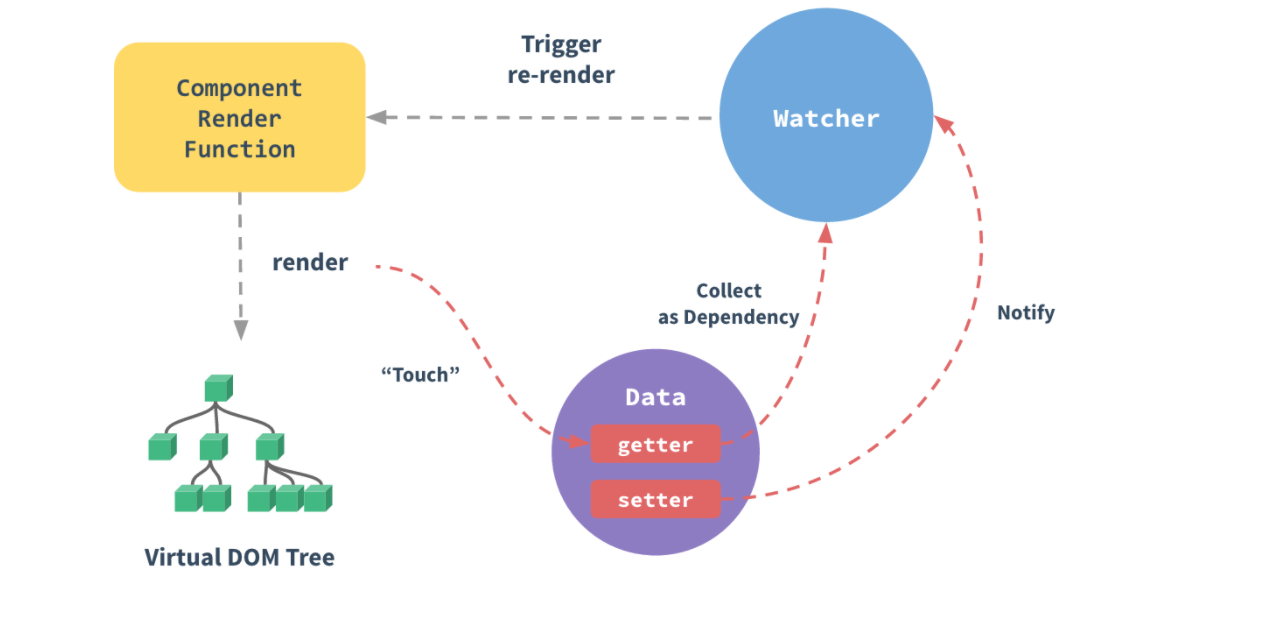 Trigger
re-render
Component
Render
Function
Watcher
render
Collect
as Dependency
Notify
“Touch”
Data
getter
setter
Virtual DOM Tree